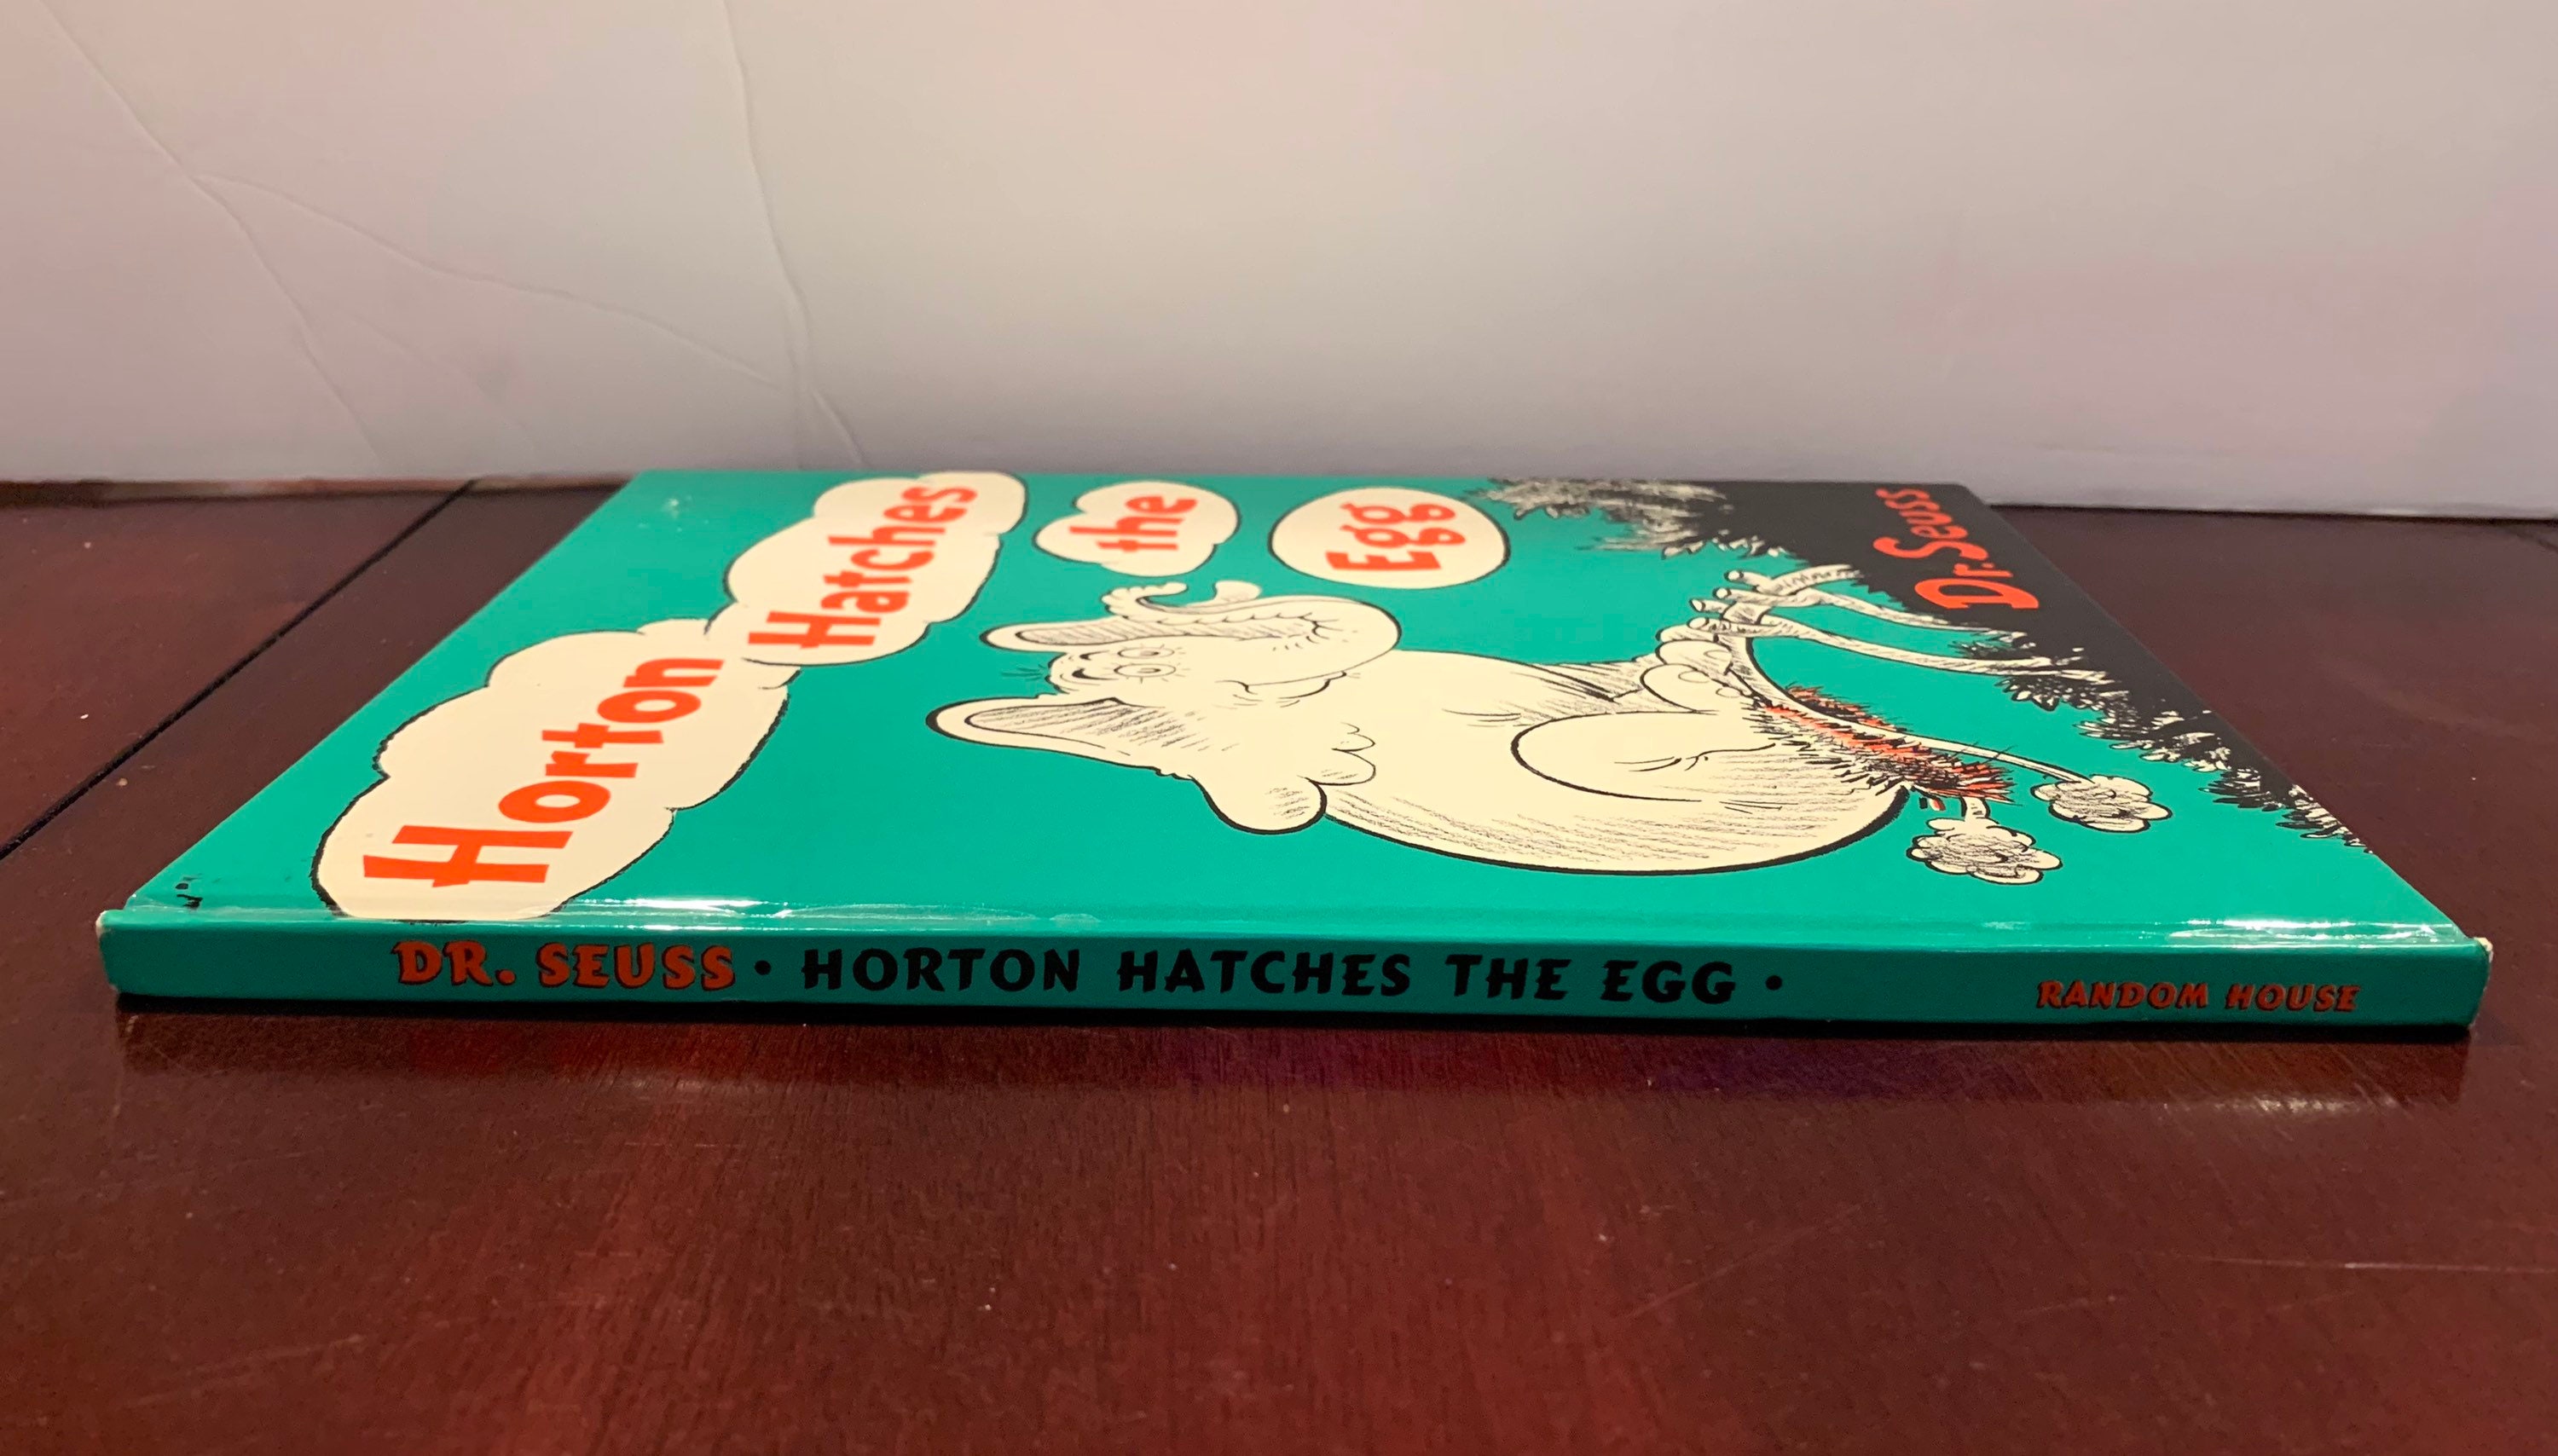 Horton Hatches
the
Egg
Dr. Seuss
DR. SEUSS • HORTON HATCHES THE EGG •
RANDOM HOUSE